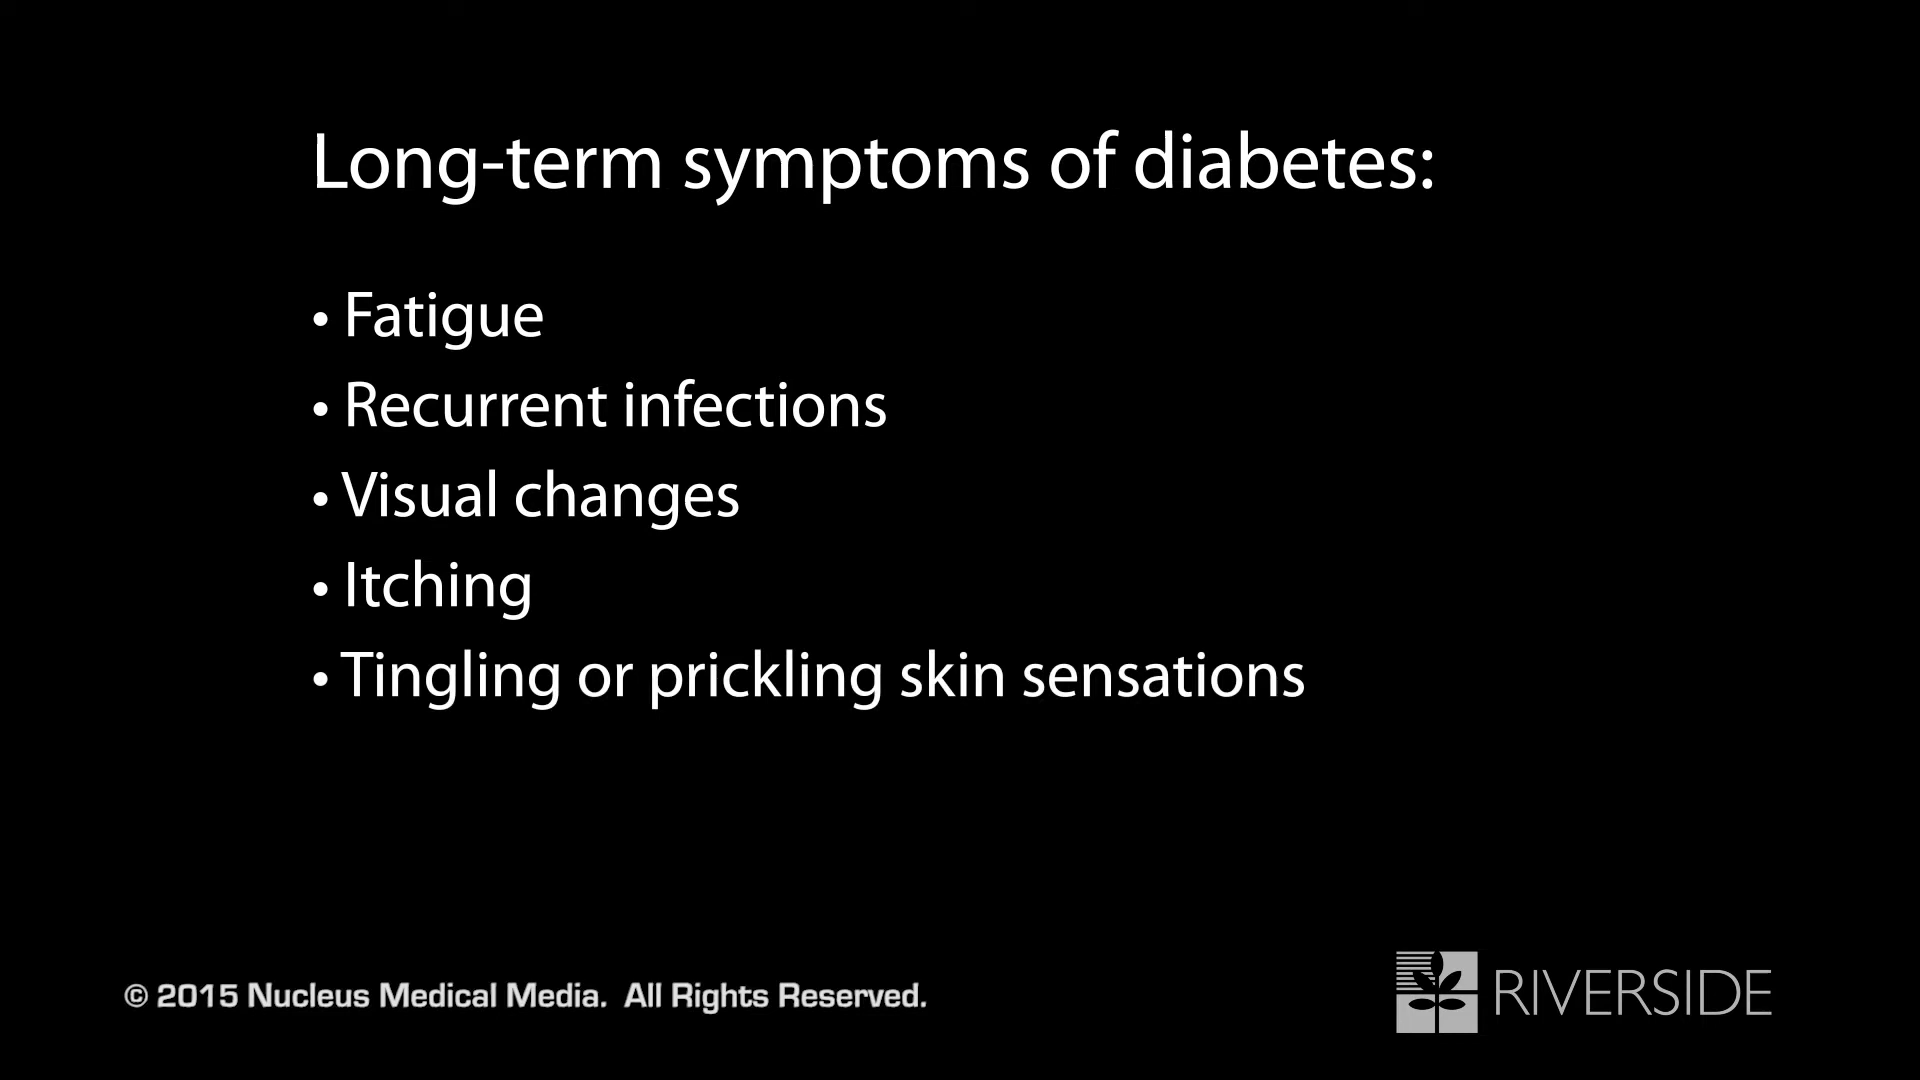 Long-term symptoms of diabetes:
• Fatigue
• Recurrent infections
• Visual changes
• Itching
• Tingling or prickling skin sensations
© 2015 Nucleus Medical Media. All Rights Reserved.
RIVERSIDE